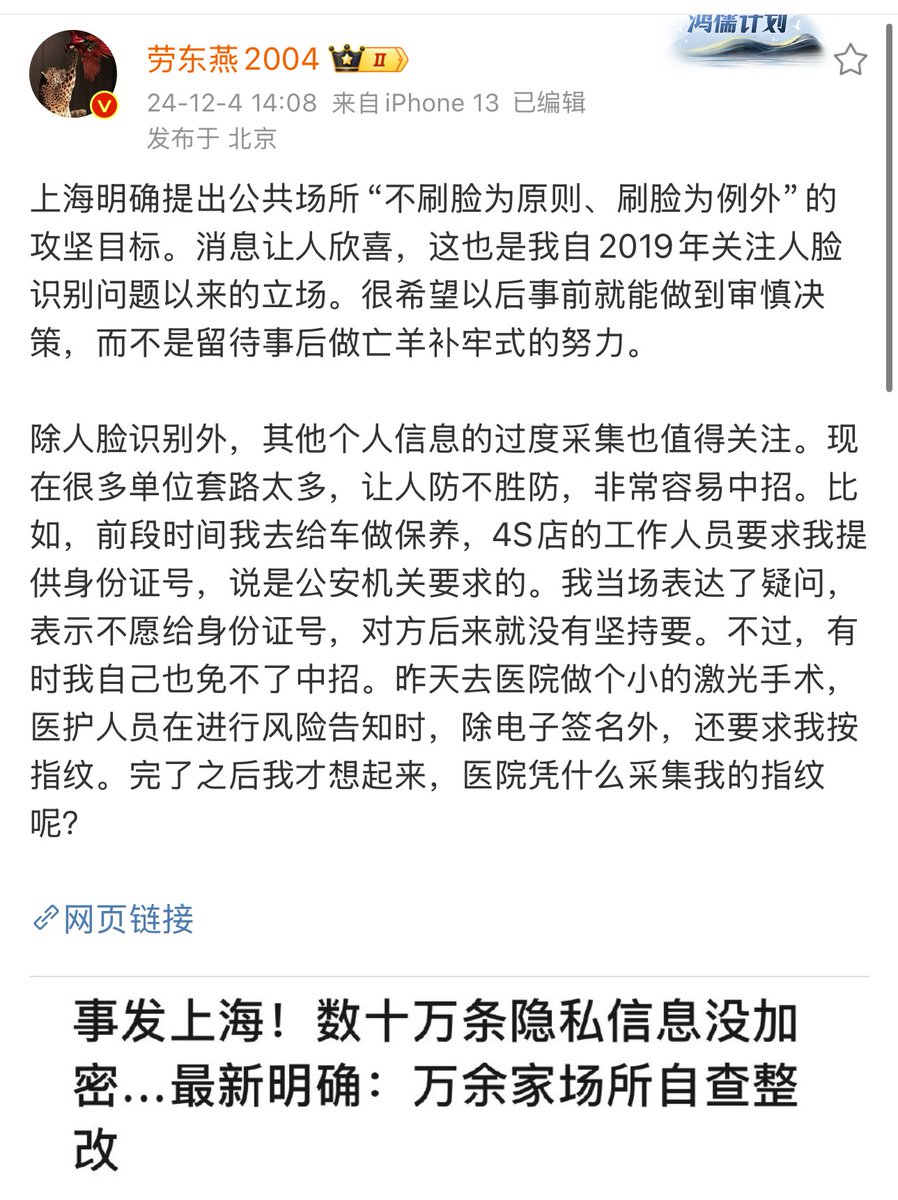 鸿儒计划
劳东燕2004 II
24-12-4 14:08 来自iPhone 13 已编辑
发布于 北京
上海明确提出公共场所“不刷脸为原则、刷脸为例外”的
攻坚目标。消息让人欣喜，这也是我自2019年关注人脸
识别问题以来的立场。很希望以后事前就能做到审慎决
策，而不是留待事后做亡羊补牢式的努力。
除人脸识别外，其他个人信息的过度采集也值得关注。现
在很多单位套路太多，让人防不胜防，非常容易中招。比
如，前段时间我去给车做保养，4S店的工作人员要求我提
供身份证号，说是公安机关要求的。我当场表达了疑问，
表示不愿给身份证号，对方后来就没有坚持要。不过，有
时我自己也免不了中招。昨天去医院做个小的激光手术，
医护人员在进行风险告知时，除电子签名外，还要求我按
指纹。完了之后我才想起来，医院凭什么采集我的指纹
呢？
网页链接
事发上海！数十万条隐私信息没加
密...最新明确：万余家场所自查整
改